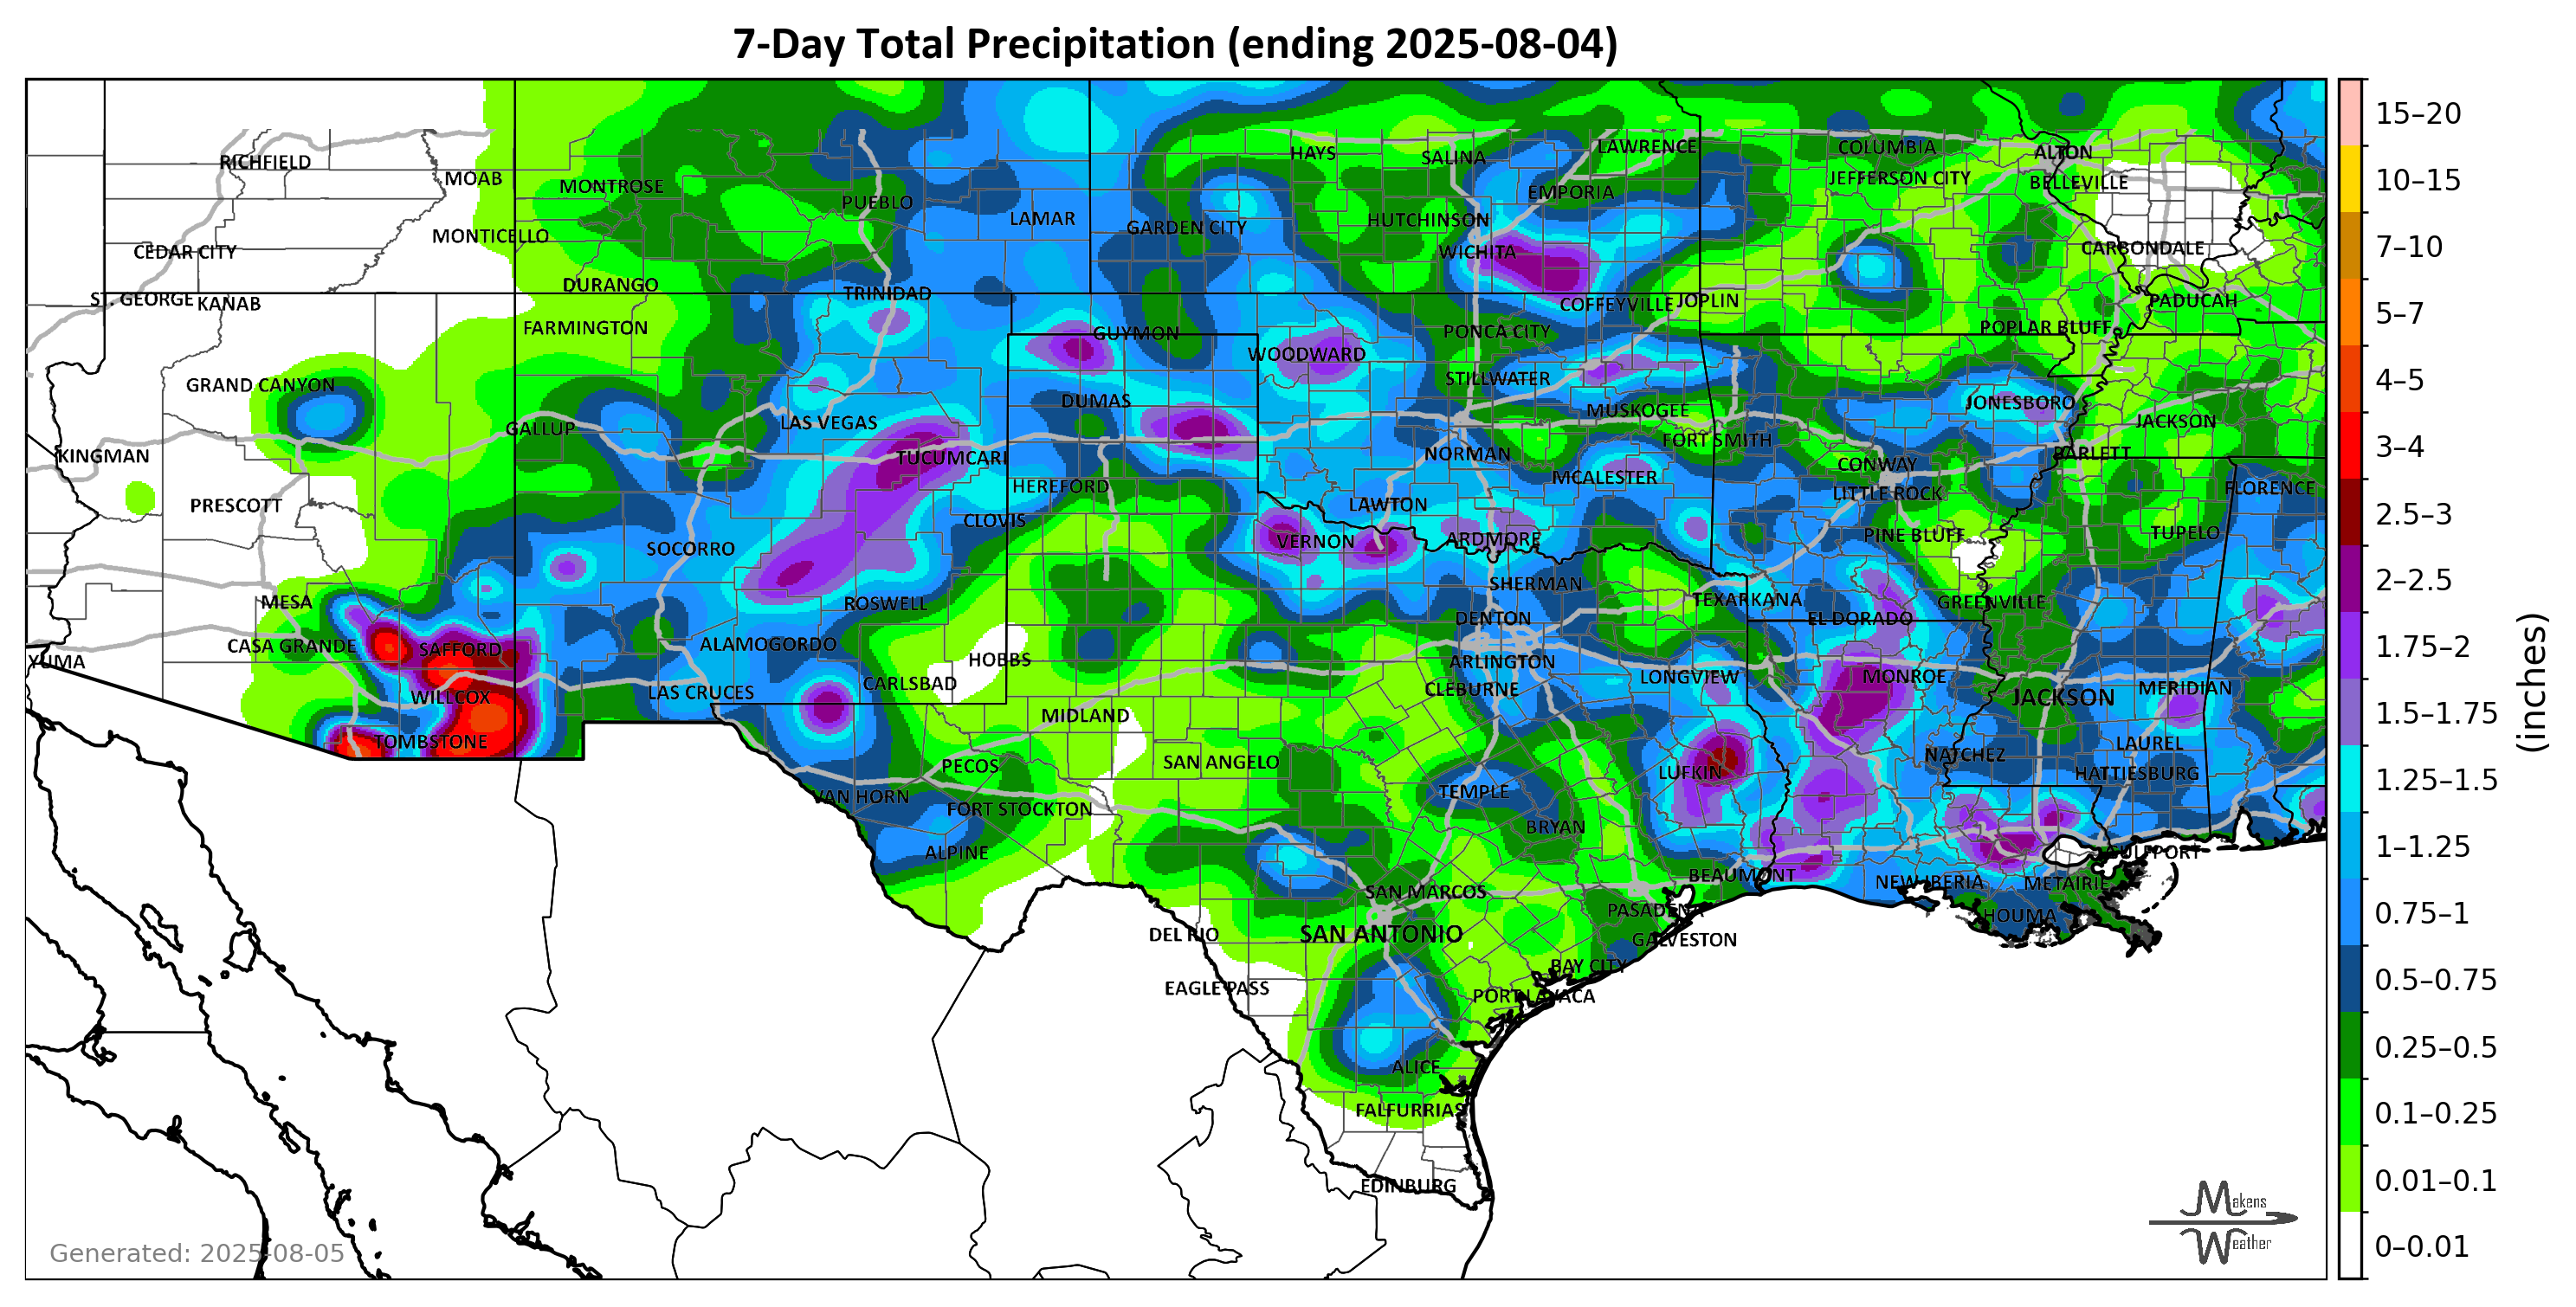 7-Day Total Precipitation (ending 2025-08-04)
RICHFIELD
MOAB
MONTROSE
PUEBLO
LAMAR
HAYS
SALINA
LAWRENCE
COLUMBIA
ALTON
EMPORIA
JEFFERSON CITY
BELLEVILLE
CEDAR CITY
MONTICELLO
GARDEN CITY
HUTCHINSON
WICHITA
CARBONDALE
ST. GEORGE
KANAB
DURANGO
TRINIDAD
COFFEYVILLE
JOPLIN
PADUCAH
FARMINGTON
GUYMON
PONCA CITY
POPLAR BLUFF
WOODWARD
GRAND CANYON
DUMAS
STILLWATER
LAS VEGAS
MUSKOGEE
JONESBORO
JACKSON
GALLUP
FORT SMITH
KINGMAN
TUCUMCARI
NORMAN
BARLETT
CONWAY
PRESCOTT
HEREFORD
MCALESTER
LITTLE ROCK
FLORENCE
CLOVIS
LAWTON
SOCORRO
VERNON
ARDMORE
PINE BLUFF
TUPELO
SHERMAN
MESA
ROSWELL
TEXARKANA
GREENVILLE
CASA GRANDE
SAFFORD
ALAMOGORDO
DENTON
EL DORADO
YUMA
HOBBS
ARLINGTON
WILLCOX
LAS CRUCES
CARLSBAD
CLEBURNE
LONGVIEW
MONROE
JACKSON
MERIDIAN
MIDLAND
TOMBSTONE
PECOS
SAN ANGELO
LUFKIN
NATCHEZ
LAUREL
HATTIESBURG
VAN HORN
FORT STOCKTON
TEMPLE
BRYAN
ALPINE
GULFPORT
SAN MARCOS
BEAUMONT
NEW IBERIA
METAIRIE
PASADENA
HOUMA
DEL RIO
SAN ANTONIO
GALVESTON
BAY CITY
EAGLE PASS
PORT LAVACA
ALICE
FALFURRIAS
EDINBURG
Generated: 2025-08-05
Makens
Weather
15–20
10–15
7–10
5–7
4–5
3–4
2.5–3
2–2.5
1.75–2
1.5–1.75
1.25–1.5
1–1.25
0.75–1
0.5–0.75
0.25–0.5
0.1–0.25
0.01–0.1
0–0.01
(inches)